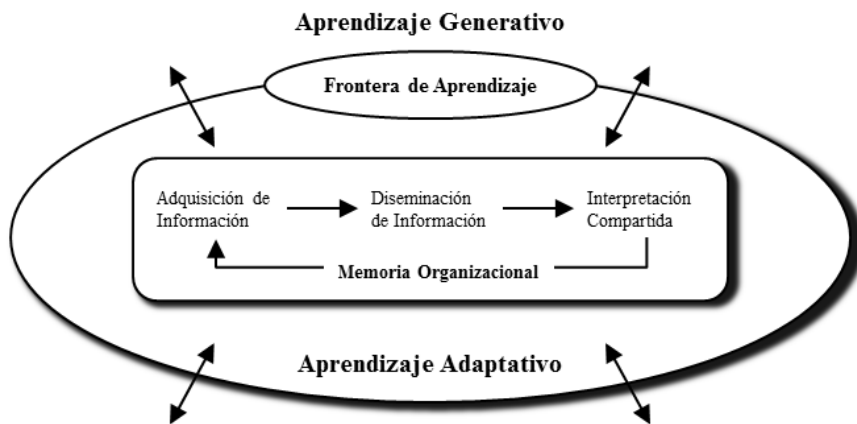 Aprendizaje Generativo
Frontera de Aprendizaje
Adquisición de
Información
Diseminación
de Información
Interpretación
Compartida
Memoria Organizacional
Aprendizaje Adaptativo